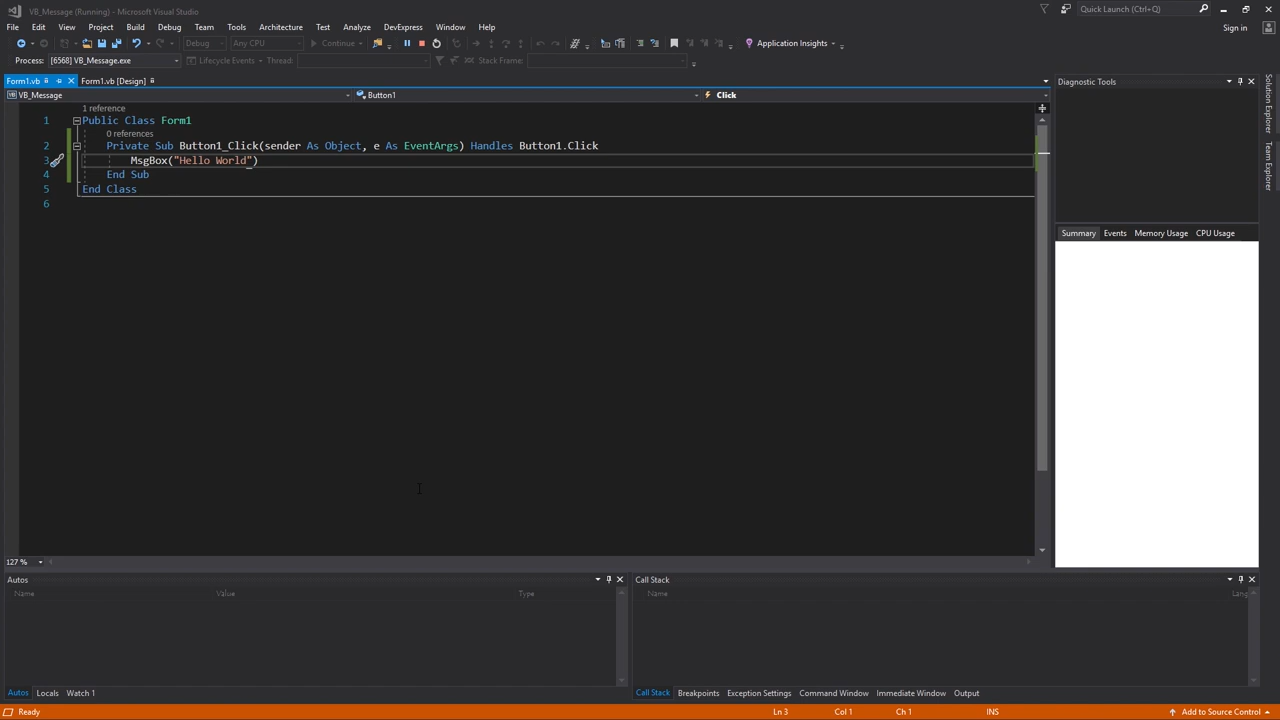 VB_Message (Running) - Microsoft Visual Studio
Quick Launch (Ctrl+Q)
File Edit View Project Build Debug Team Tools Architecture Test Analyze DevExpress Window Help
Sign in
Debug Any CPU Continue Application Insights
Process: [6568] VB_Message.exe Lifecycle Events Thread: Stack Frame:
Form1.vb Form1.vb [Design]
Diagnostic Tools
VB_Message Button1 Click
1 reference
1 Public Class Form1
0 references
2 Private Sub Button1_Click(sender As Object, e As EventArgs) Handles Button1.Click
3 MsgBox("Hello World")
4 End Sub
5 End Class
6
Summary Events Memory Usage CPU Usage
Solution Explorer
Team Explorer
127 %
Autos
Name Value Type
Call Stack
Name Lang
Autos Locals Watch 1
Call Stack Breakpoints Exception Settings Command Window Immediate Window Output
Ready Ln 3 Col 1 Ch 1 INS Add to Source Control